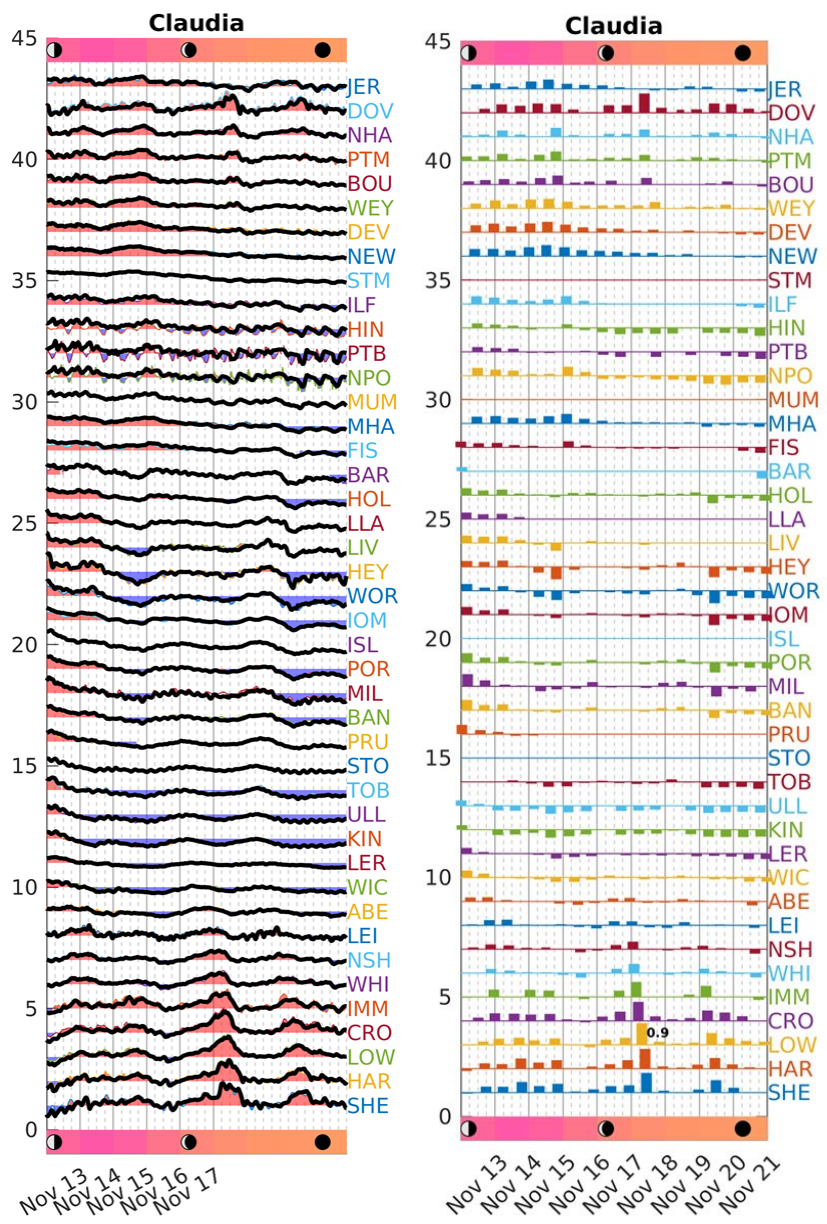 Claudia
45
40
35
30
25
20
15
10
5
0
JER
DOV
NHA
PTM
BOU
WEY
DEV
NEW
STM
ILF
HIN
PTB
NPO
MUM
MHA
FIS
BAR
HOL
LLA
LIV
HEY
WOR
IOM
ISL
POR
MIL
BAN
PRU
STO
TOB
ULL
KIN
LER
WIC
ABE
LEI
NSH
WHI
IMM
CRO
LOW
HAR
SHE
Nov 13
Nov 14
Nov 15
Nov 16
Nov 17
Claudia
45
40
35
30
25
20
15
10
5
0
JER
DOV
NHA
PTM
BOU
WEY
DEV
NEW
STM
ILF
HIN
PTB
NPO
MUM
MHA
FIS
BAR
HOL
LLA
LIV
HEY
WOR
IOM
ISL
POR
MIL
BAN
PRU
STO
TOB
ULL
KIN
LER
WIC
ABE
LEI
NSH
WHI
IMM
CRO
0.9
LOW
HAR
SHE
Nov 13
Nov 14
Nov 15
Nov 16
Nov 17
Nov 18
Nov 19
Nov 20
Nov 21